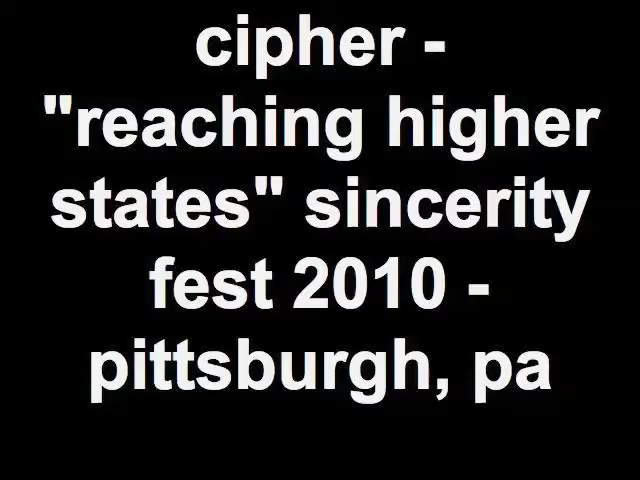 cipher -
"reaching higher
states" sincerity
fest 2010 -
pittsburgh, pa